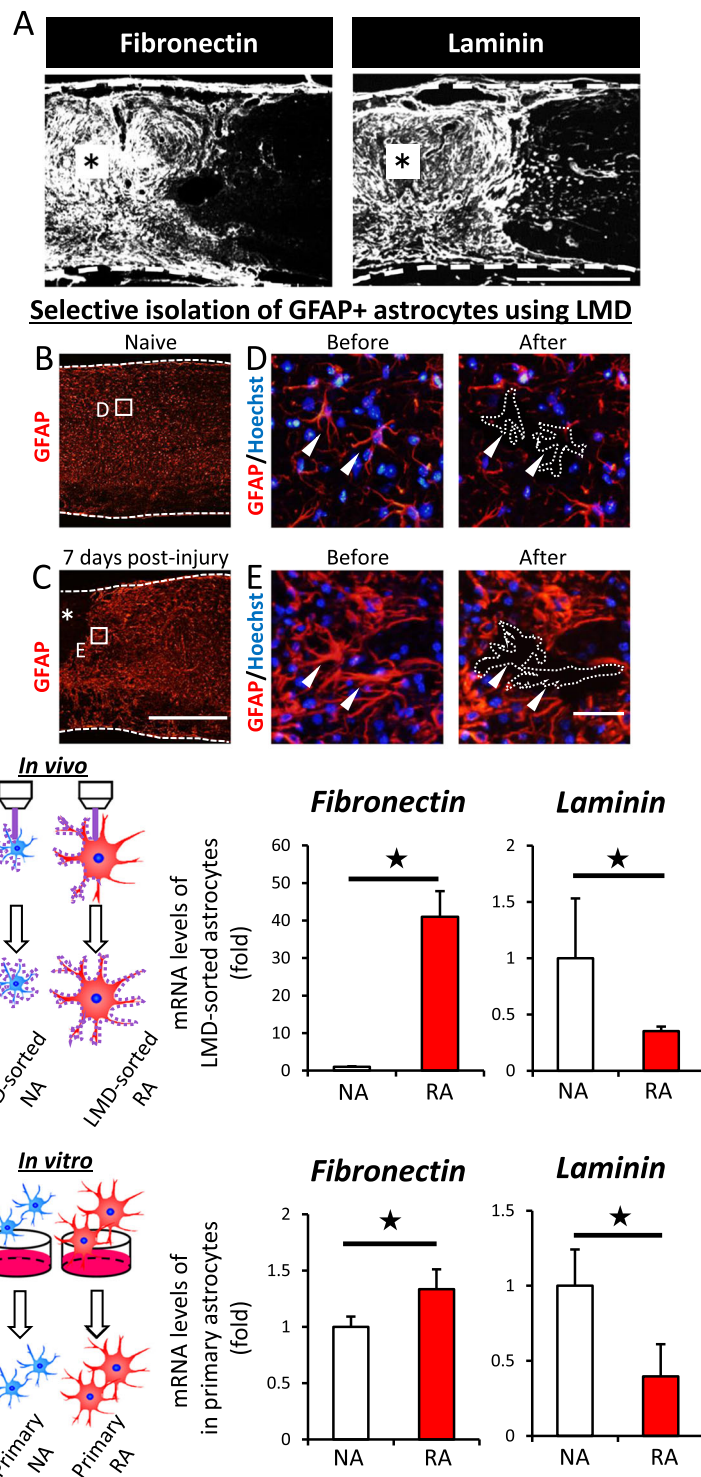 A
Fibronectin
Laminin
*
*
Selective isolation of GFAP+ astrocytes using LMD
B
Naive
D
Before
After
GFAP
D
GFAP/Hoechst
C
7 days post-injury
E
Before
After
GFAP
*
E
GFAP/Hoechst
In vivo
-sorted
NA
LMD-sorted
RA
mRNA levels of
LMD-sorted astrocytes
(fold)
Fibronectin
★
60
50
40
30
20
10
0
NA
RA
Laminin
★
2
1.5
1
0.5
0
NA
RA
In vitro
Primary
NA
Primary
RA
mRNA levels of
in primary astrocytes
(fold)
Fibronectin
★
2
1.5
1
0.5
0
NA
RA
Laminin
★
1.5
1
0.5
0
NA
RA